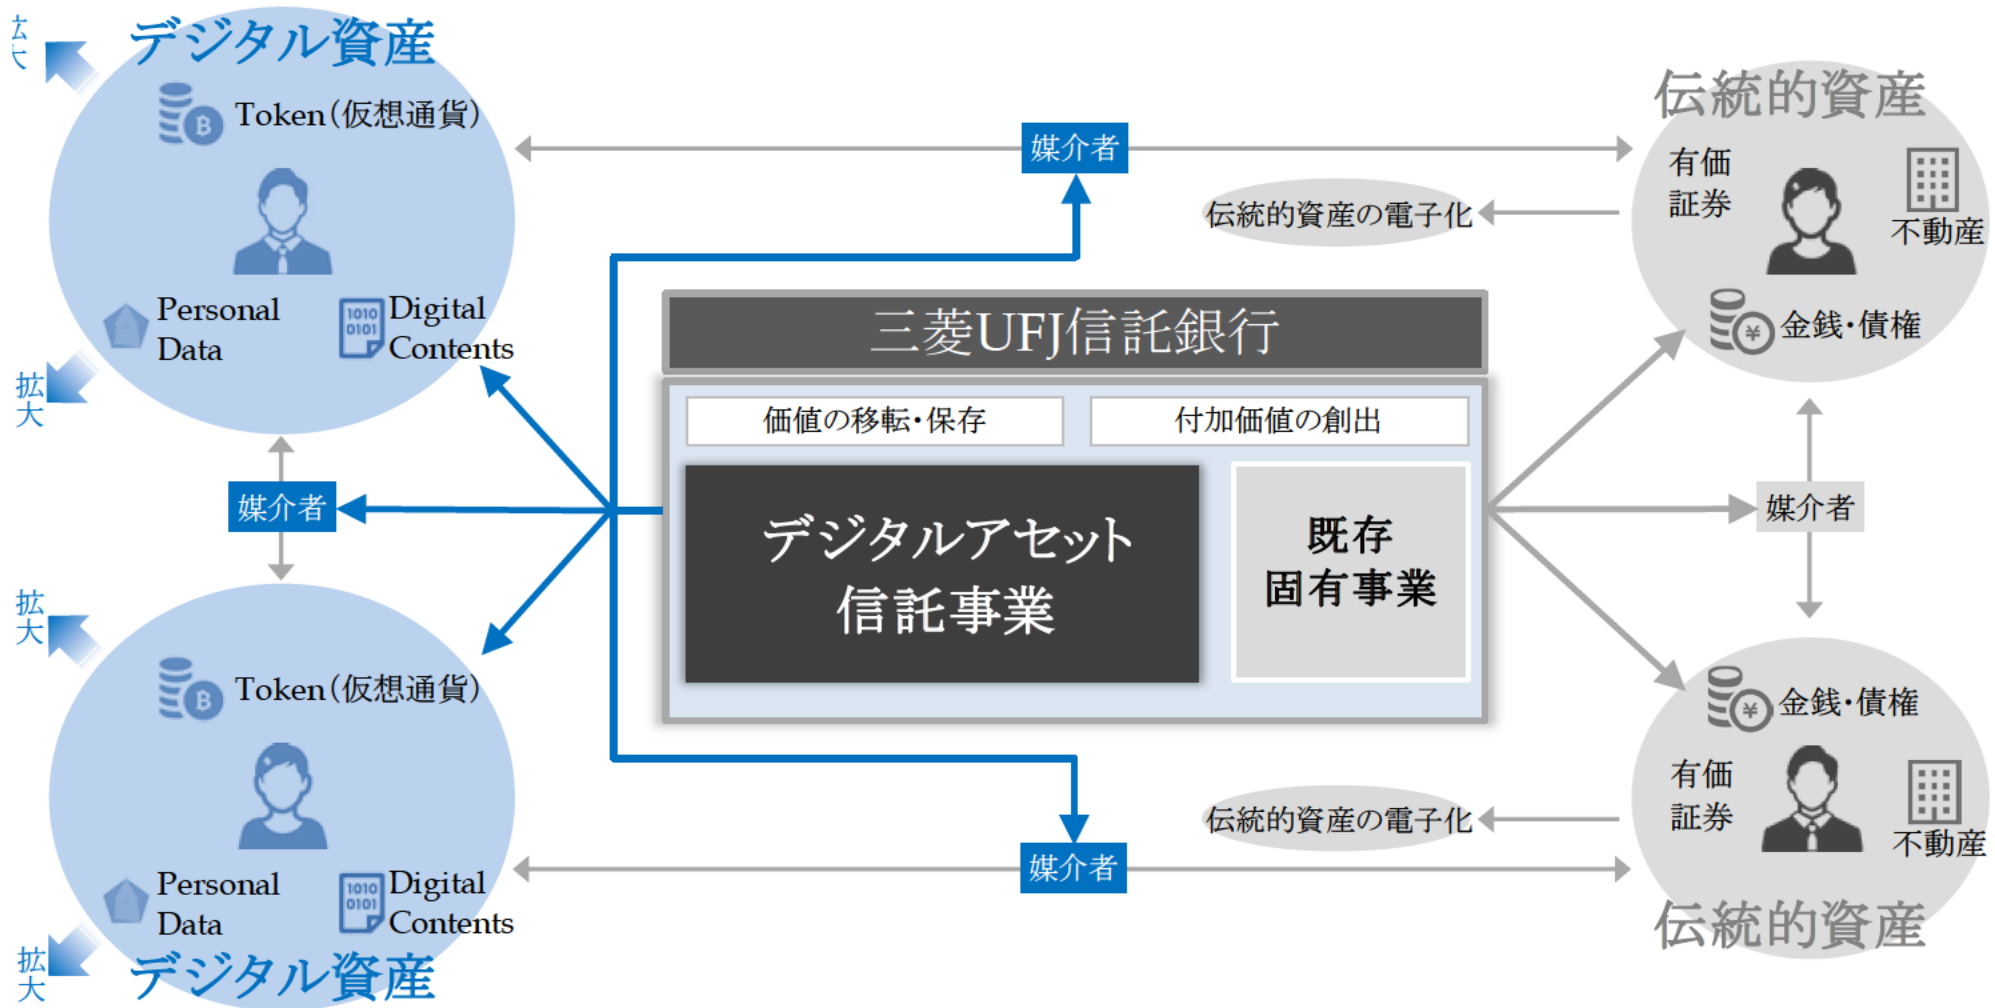 拡大
デジタル資産
Token(仮想通貨)
Personal
Data
1010
0101
Digital
Contents
拡大
媒介者
伝統的資産
有価
証券
不動産
金銭・債権
伝統的資産の電子化
三菱UFJ信託銀行
価値の移転・保存
付加価値の創出
デジタルアセット
信託事業
既存
固有事業
媒介者
媒介者
拡大
Token(仮想通貨)
Personal
Data
1010
0101
Digital
Contents
拡大
デジタル資産
伝統的資産の電子化
媒介者
金銭・債権
有価
証券
不動産
伝統的資産